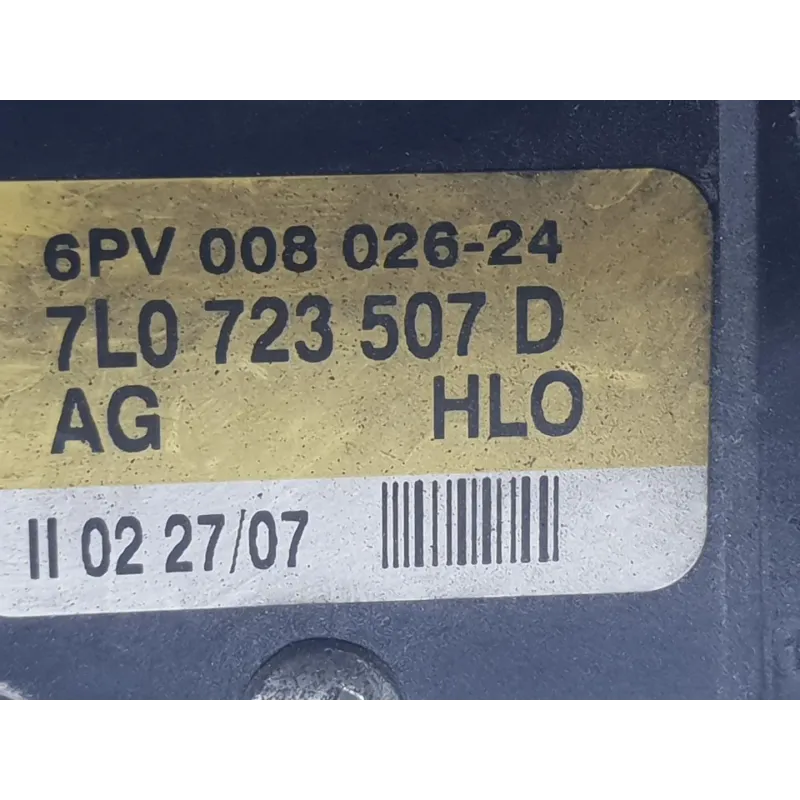 6PV 008 026-24
7L0 723 507 D
AG HLO
II 02 27/07